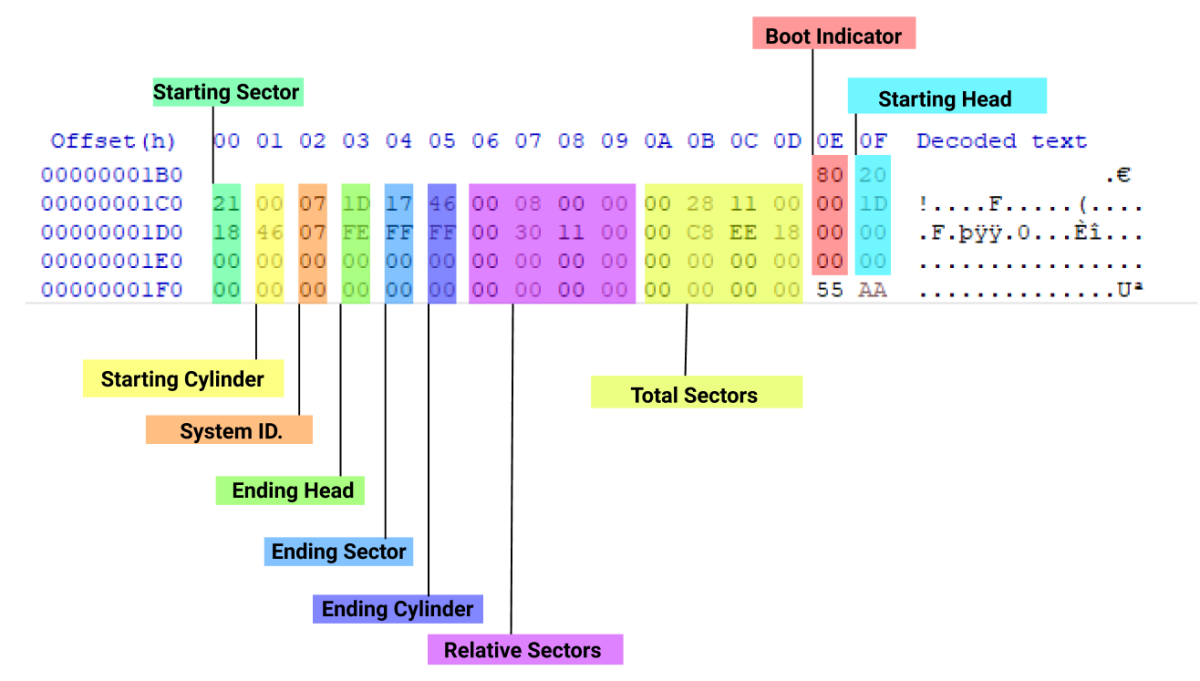 Boot Indicator
Starting Sector
Starting Head
Offset(h) 00 01 02 03 04 05 06 07 08 09 0A 0B 0C 0D 0E 0F Decoded text
00000001B0 80 20 .€
00000001C0 21 00 07 1D 17 46 00 08 00 00 00 28 11 00 00 1D !....F.....(....
00000001D0 18 46 07 FE FF FF 00 30 11 00 00 C8 EE 18 00 00 .F.þÿÿ.0...Èî...
00000001E0 00 00 00 00 00 00 00 00 00 00 00 00 00 00 00 00 ................
00000001F0 00 00 00 00 00 00 00 00 00 00 00 00 00 00 55 AA ..............Uª
Starting Cylinder
Total Sectors
System ID.
Ending Head
Ending Sector
Ending Cylinder
Relative Sectors